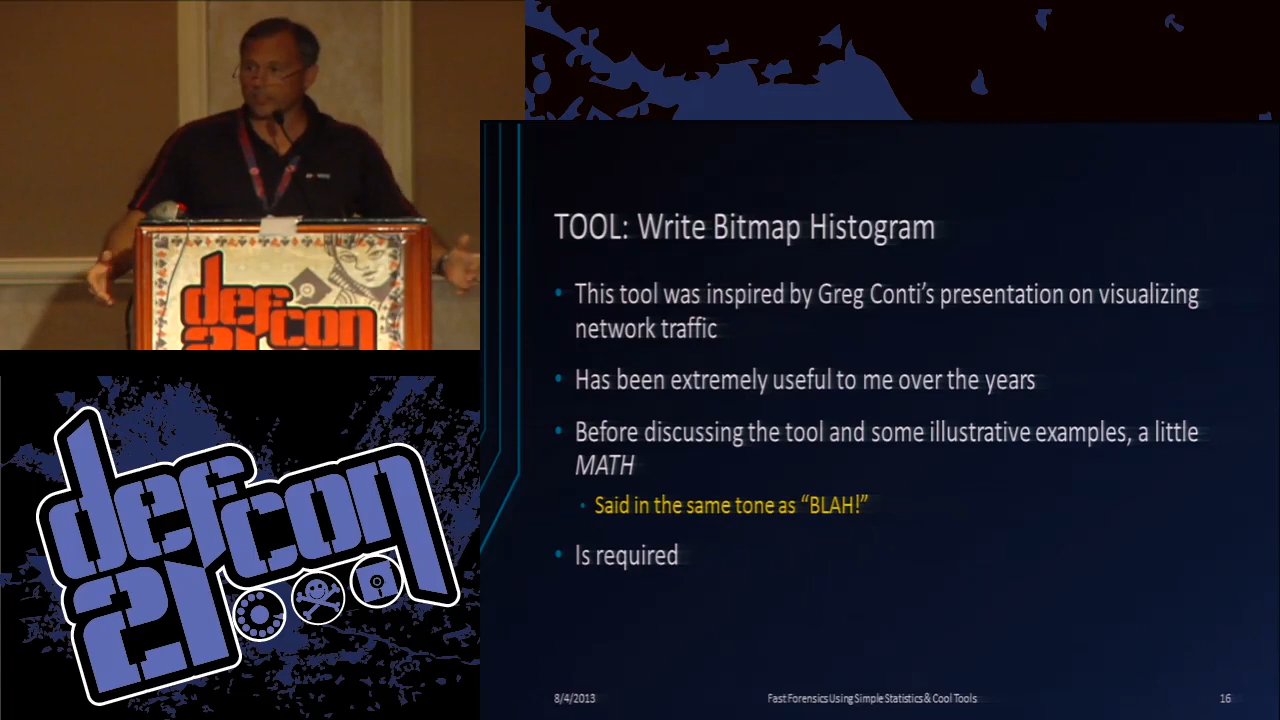 defcon
21
TOOL: Write Bitmap Histogram
This tool was inspired by Greg Conti's presentation on visualizing
network traffic
Has been extremely useful to me over the years
Before discussing the tool and some illustrative examples, a little
MATH
Said in the same tone as “BLAH!”
Is required
8/4/2013
Fast Forensics Using Simple Statistics & Cool Tools
16
defcon
21